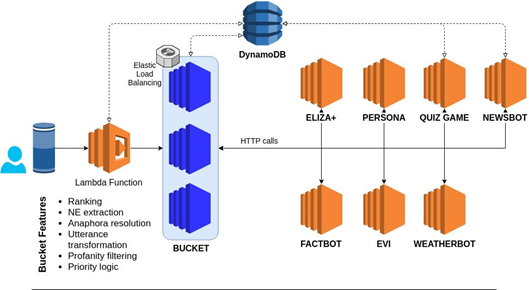 DynamoDB
Elastic
Load
Balancing
ELIZA+
PERSONA
QUIZ GAME
NEWSBOT
HTTP calls
Lambda Function
BUCKET
FACTBOT
EVI
WEATHERBOT
Bucket Features
• Ranking
• NE extraction
• Anaphora resolution
• Utterance
transformation
• Profanity filtering
• Priority logic